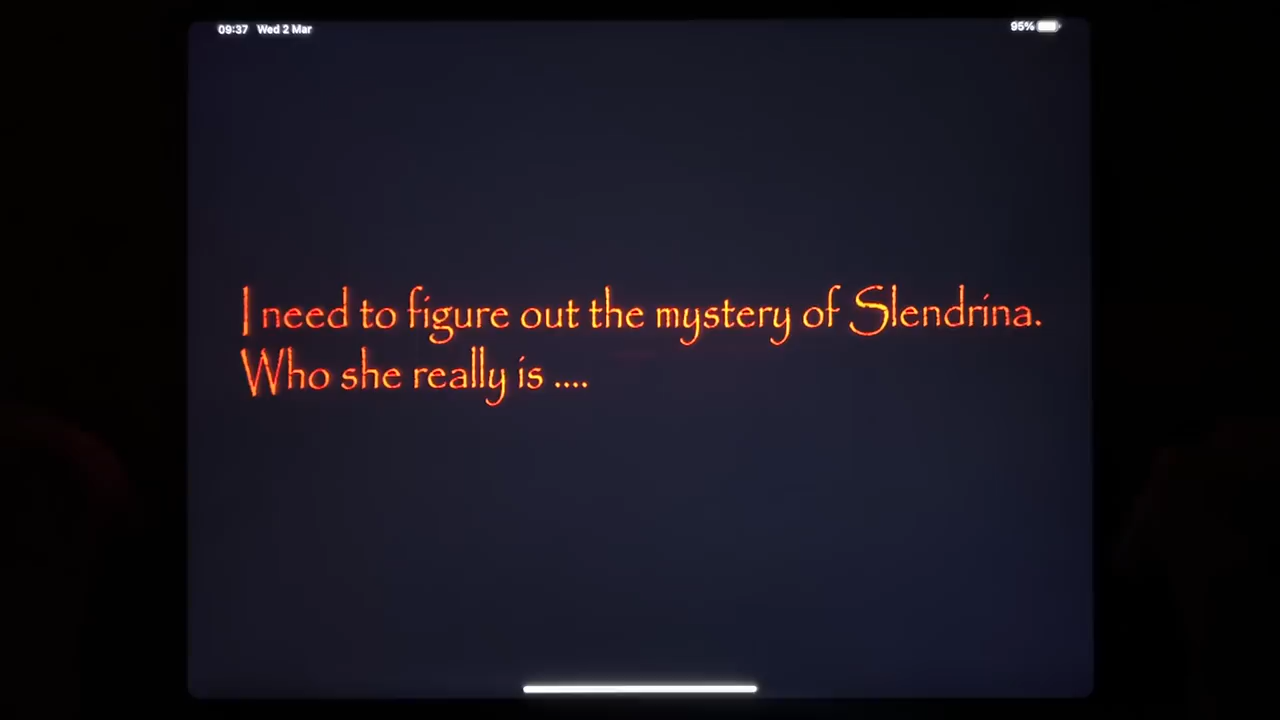 09:37 Wed 2 Mar 95%
I need to figure out the mystery of Slendrina.
Who she really is ....